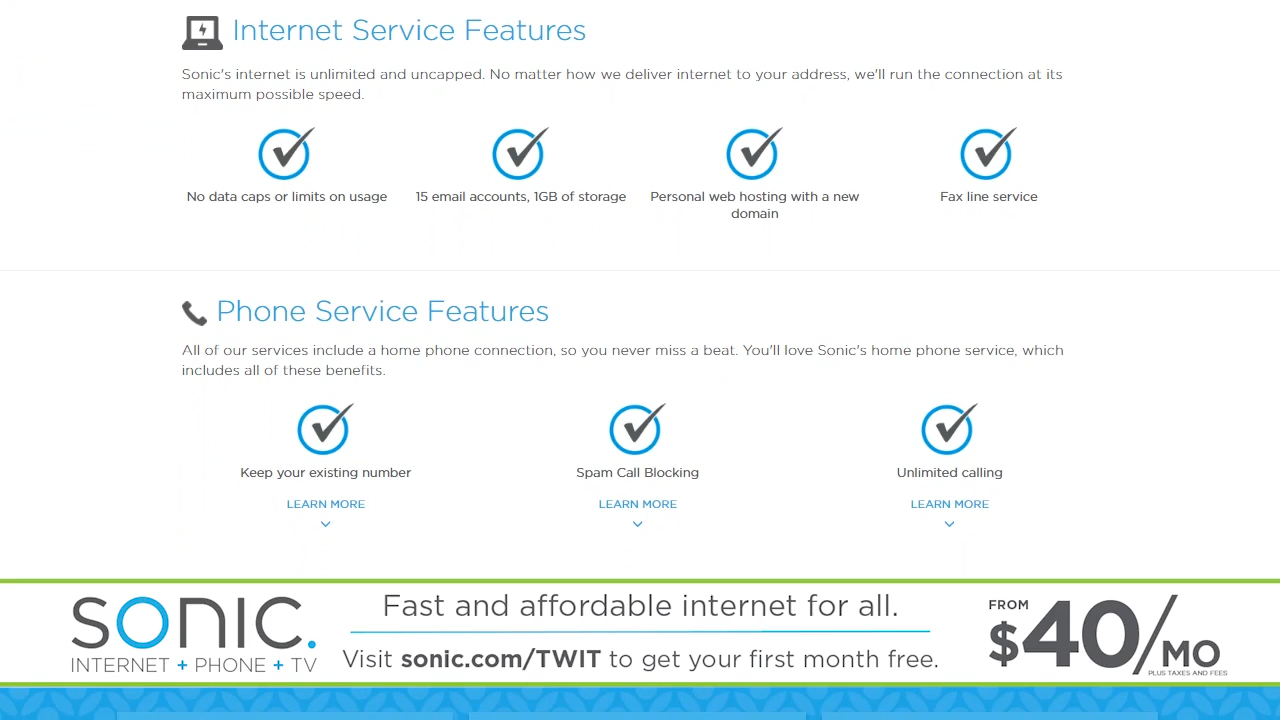 Internet Service Features
Sonic's internet is unlimited and uncapped. No matter how we deliver internet to your address, we'll run the connection at its
maximum possible speed.
No data caps or limits on usage
15 email accounts, 1GB of storage
Personal web hosting with a new
domain
Fax line service
Phone Service Features
All of our services include a home phone connection, so you never miss a beat. You'll love Sonic's home phone service, which
includes all of these benefits.
Keep your existing number
LEARN MORE
Spam Call Blocking
LEARN MORE
Unlimited calling
LEARN MORE
SONIC.
INTERNET + PHONE + TV
Fast and affordable internet for all.
Visit sonic.com/TWIT to get your first month free.
FROM
$40/MO
PLUS TAXES AND FEES